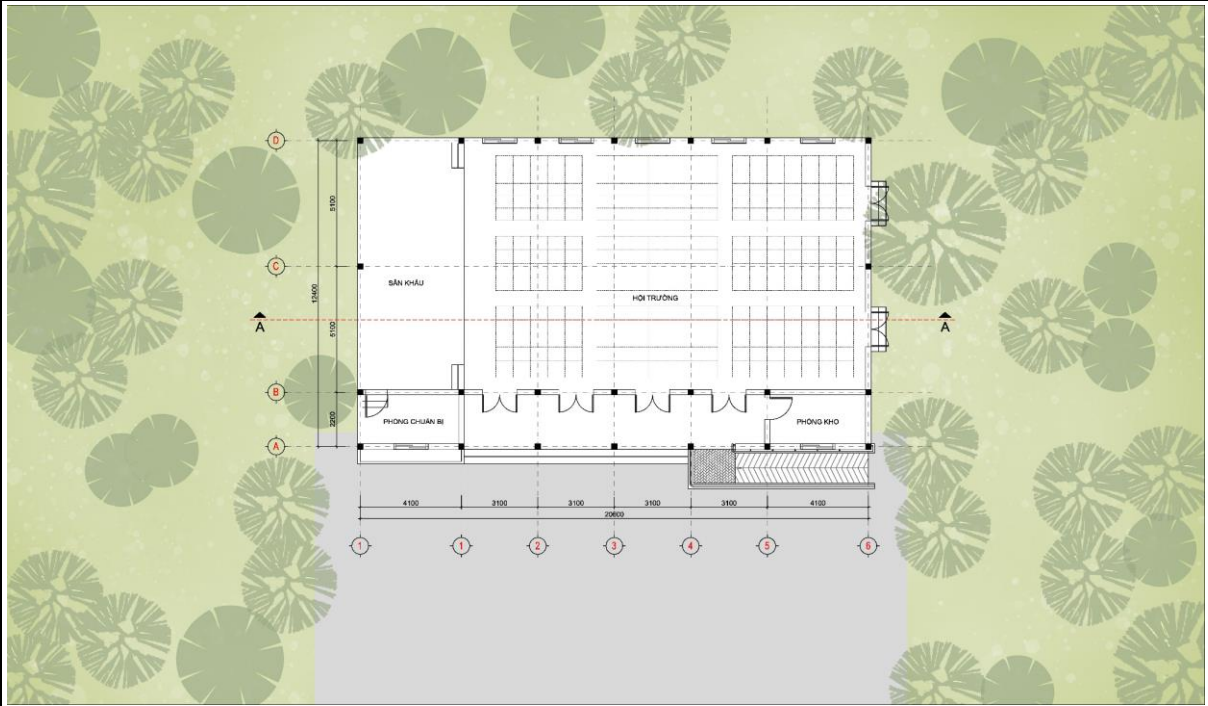 D
5100
C
12400
SÂN KHẤU
HỘI TRƯỜNG
A
A
5100
B
2200
PHÒNG CHUẨN BỊ
PHÒNG KHO
A
4100
3100
3100
3100
3100
4100
20600
1
1
2
3
4
5
6